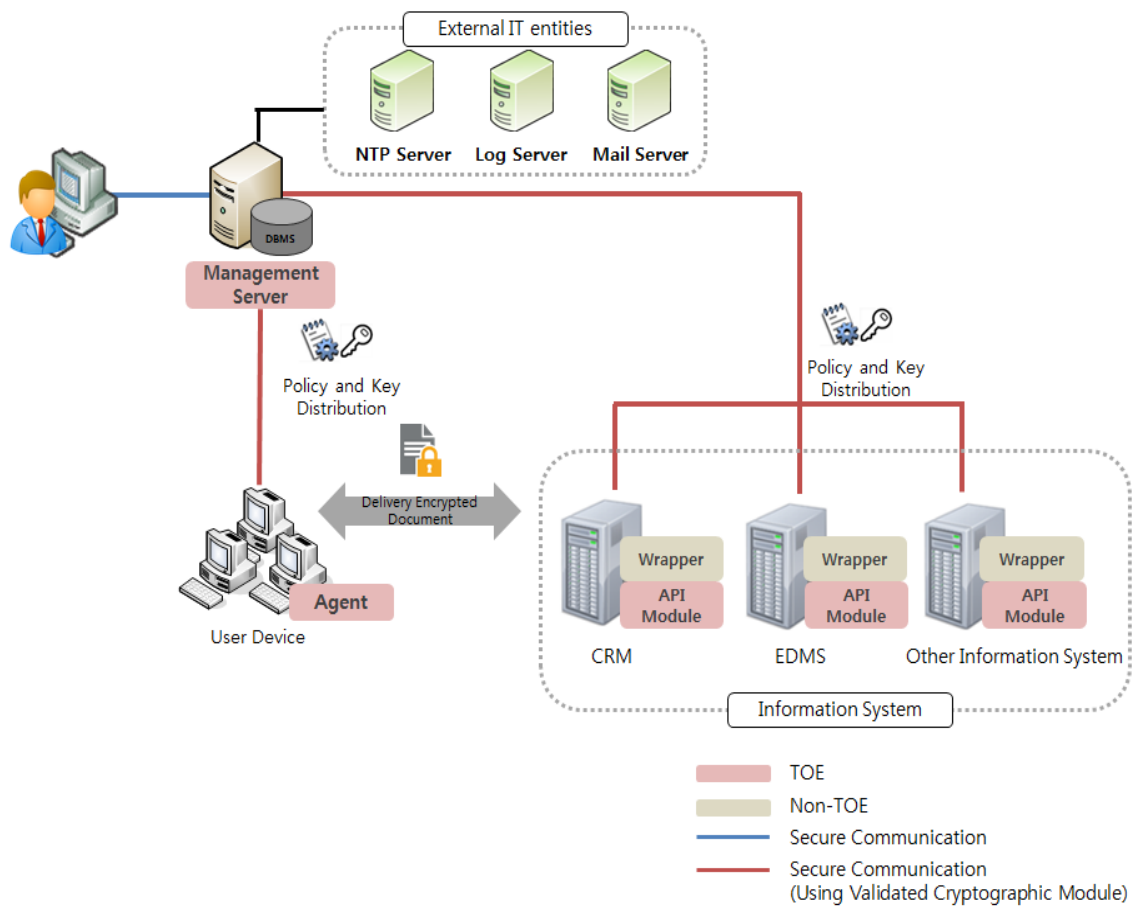 External IT entities
NTP Server
Log Server
Mail Server
DBMS
Management
Server
Policy and Key
Distribution
Policy and Key
Distribution
Delivery Encrypted
Document
Agent
User Device
Wrapper
API
Module
Wrapper
API
Module
Wrapper
API
Module
CRM
EDMS
Other Information System
Information System
TOE
Non-TOE
Secure Communication
Secure Communication
(Using Validated Cryptographic Module)